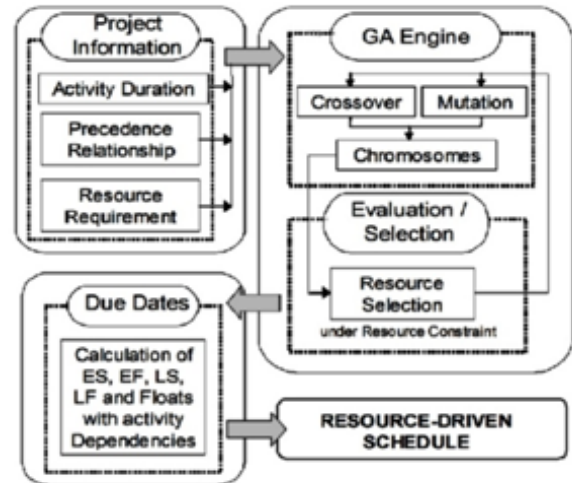 Project
Information
Activity Duration
Precedence
Relationship
Resource
Requirement
GA Engine
Crossover
Mutation
Chromosomes
Evaluation /
Selection
Resource
Selection
under Resource Constraint
Due Dates
Calculation of
ES, EF, LS,
LF and Floats
with activity
Dependencies
RESOURCE-DRIVEN
SCHEDULE